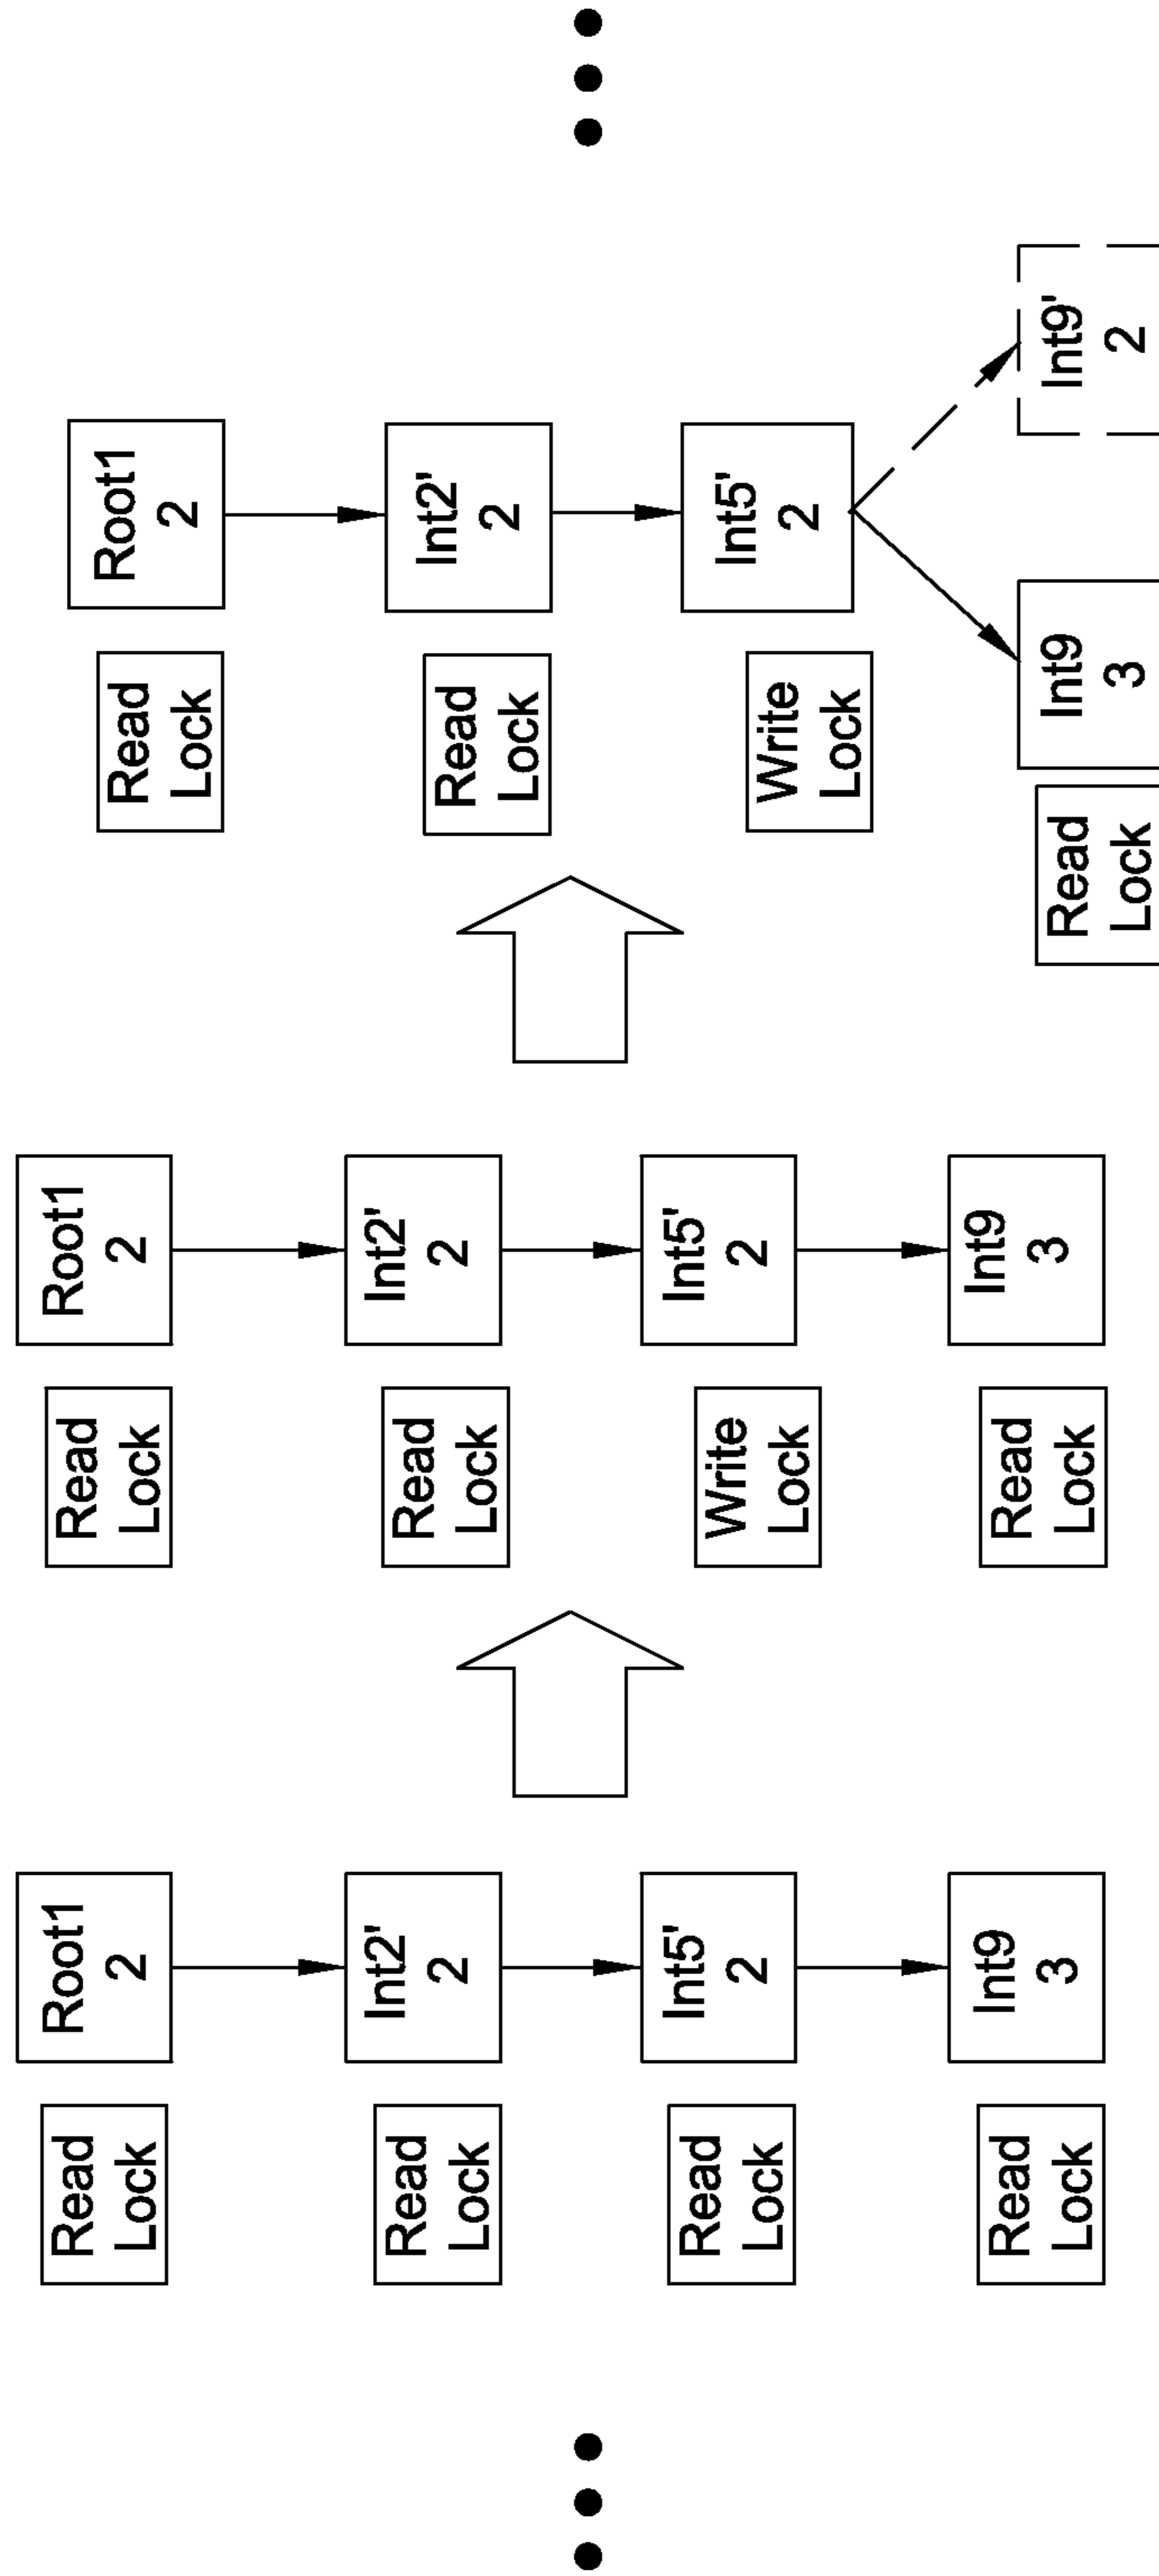 Read
Lock
Root1
2
Read
Lock
Int2'
2
Read
Lock
Int5'
2
Read
Lock
Int9
3
Read
Lock
Root1
2
Read
Lock
Int2'
2
Write
Lock
Int5'
2
Read
Lock
Int9
3
Read
Lock
Root1
2
Read
Lock
Int2'
2
Write
Lock
Int5'
2
Read
Lock
Int9
3
Int9'
2